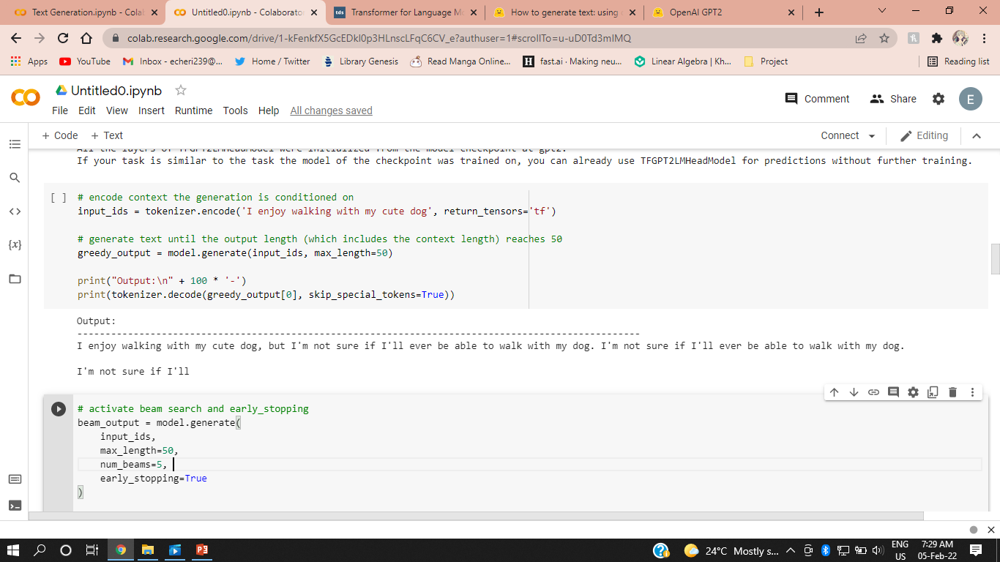 Text Generation.ipynb - Cola
Untitled0.ipynb - Colaborato
tds Transformer for Language Mo
How to generate text: using
OpenAI GPT2
colab.research.google.com/drive/1-kFenkfX5GcEDkI0p3HLnscLFqC6CV_e?authuser=1#scrollTo=u-uD0Td3mIMQ
Apps YouTube Inbox - echeri239@... Home / Twitter Library Genesis Read Manga Online... H fast.ai · Making neu... Linear Algebra | Kh... Project Reading list
Untitled0.ipynb
Comment Share E
File Edit View Insert Runtime Tools Help All changes saved
+ Code + Text Connect Editing
All the layers of TFGPT2LMHeadModel were initialized from the model checkpoint at gpt2.
If your task is similar to the task the model of the checkpoint was trained on, you can already use TFGPT2LMHeadModel for predictions without further training.
[ ] # encode context the generation is conditioned on
input_ids = tokenizer.encode('I enjoy walking with my cute dog', return_tensors='tf')
# generate text until the output length (which includes the context length) reaches 50
greedy_output = model.generate(input_ids, max_length=50)
print("Output:\n" + 100 * '-')
print(tokenizer.decode(greedy_output[0], skip_special_tokens=True))
Output:
----------------------------------------------------------------------------------------------------
I enjoy walking with my cute dog, but I'm not sure if I'll ever be able to walk with my dog. I'm not sure if I'll ever be able to walk with my dog.
I'm not sure if I'll
# activate beam search and early_stopping
beam_output = model.generate(
input_ids,
max_length=50,
num_beams=5,
early_stopping=True
)
{x}
24°C Mostly s...
ENG
US
7:29 AM
05-Feb-22